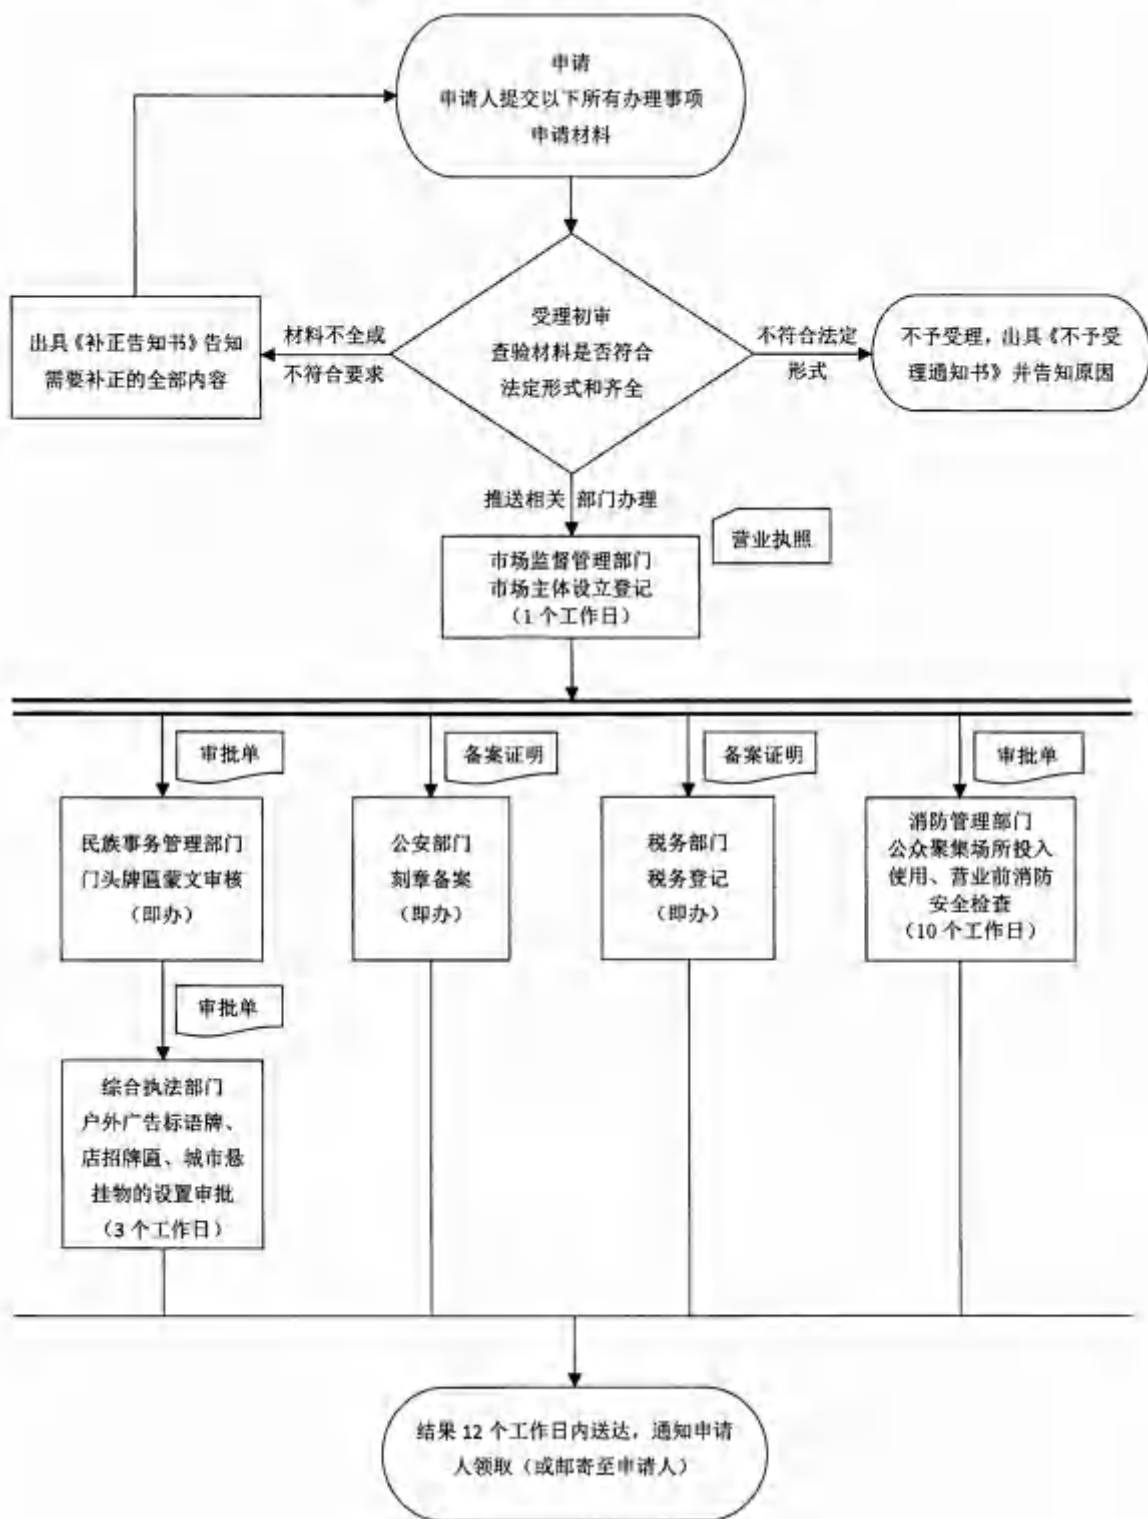 申请
申请人提交以下所有办理事项
申请材料
出具《补正告知书》告知
需要补正的全部内容
材料不全或
不符合要求
受理初审
查验材料是否符合
法定形式和齐全
不符合法定
形式
不予受理，出具《不予受
理通知书》并告知原因
推送相关 部门办理
营业执照
市场监督管理部门
市场主体设立登记
（1 个工作日）
审批单
备案证明
备案证明
审批单
民族事务管理部门
门头牌匾蒙文审核
（即办）
公安部门
刻章备案
（即办）
税务部门
税务登记
（即办）
消防管理部门
公众聚集场所投入
使用、营业前消防
安全检查
（10 个工作日）
审批单
综合执法部门
户外广告标语牌、
店招牌匾、城市悬
挂物的设置审批
（3 个工作日）
结果 12 个工作日内送达，通知申请
人领取（或邮寄至申请人）